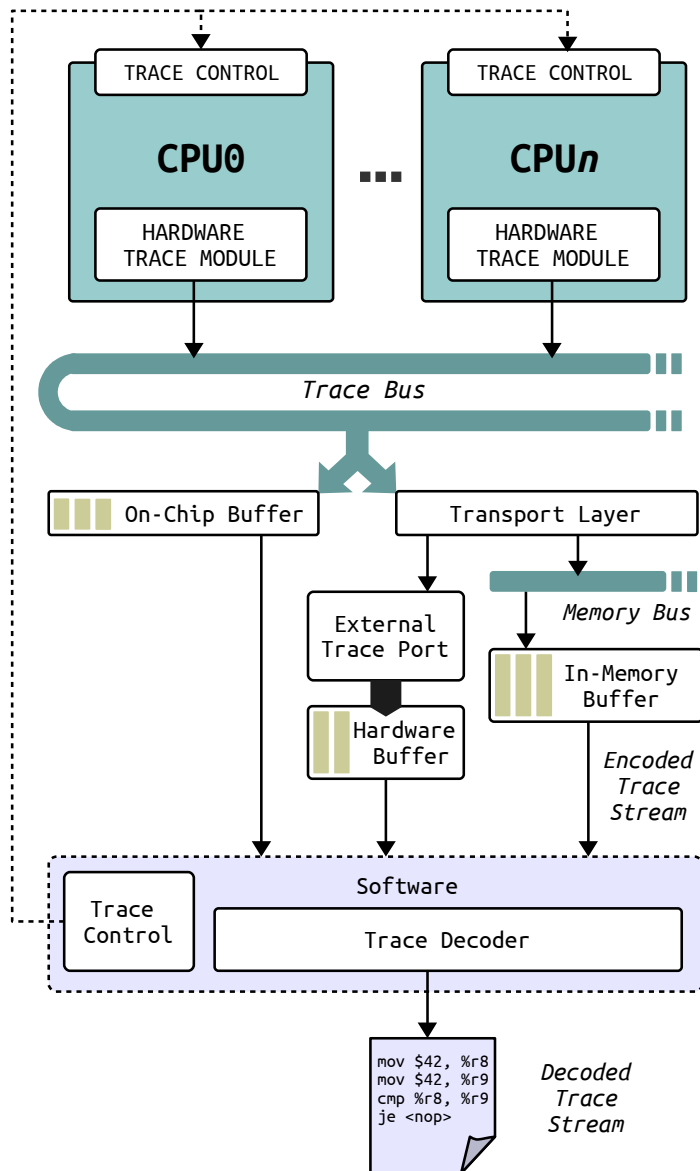 TRACE CONTROL
TRACE CONTROL
CPU0
CPUn
HARDWARE
TRACE MODULE
HARDWARE
TRACE MODULE
Trace Bus
On-Chip Buffer
Transport Layer
External
Trace Port
Memory Bus
In-Memory
Buffer
Hardware
Buffer
Encoded
Trace
Stream
Software
Trace
Control
Trace Decoder
mov $42, %r8
mov $42, %r9
cmp %r8, %r9
je <nop>
Decoded
Trace
Stream